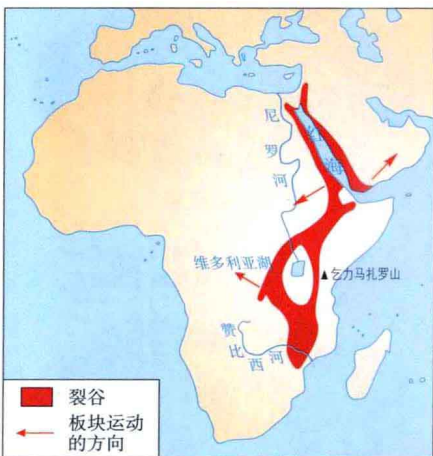 尼罗河
红海
维多利亚湖
▲乞力马扎罗山
赞比西河
裂谷
板块运动
的方向